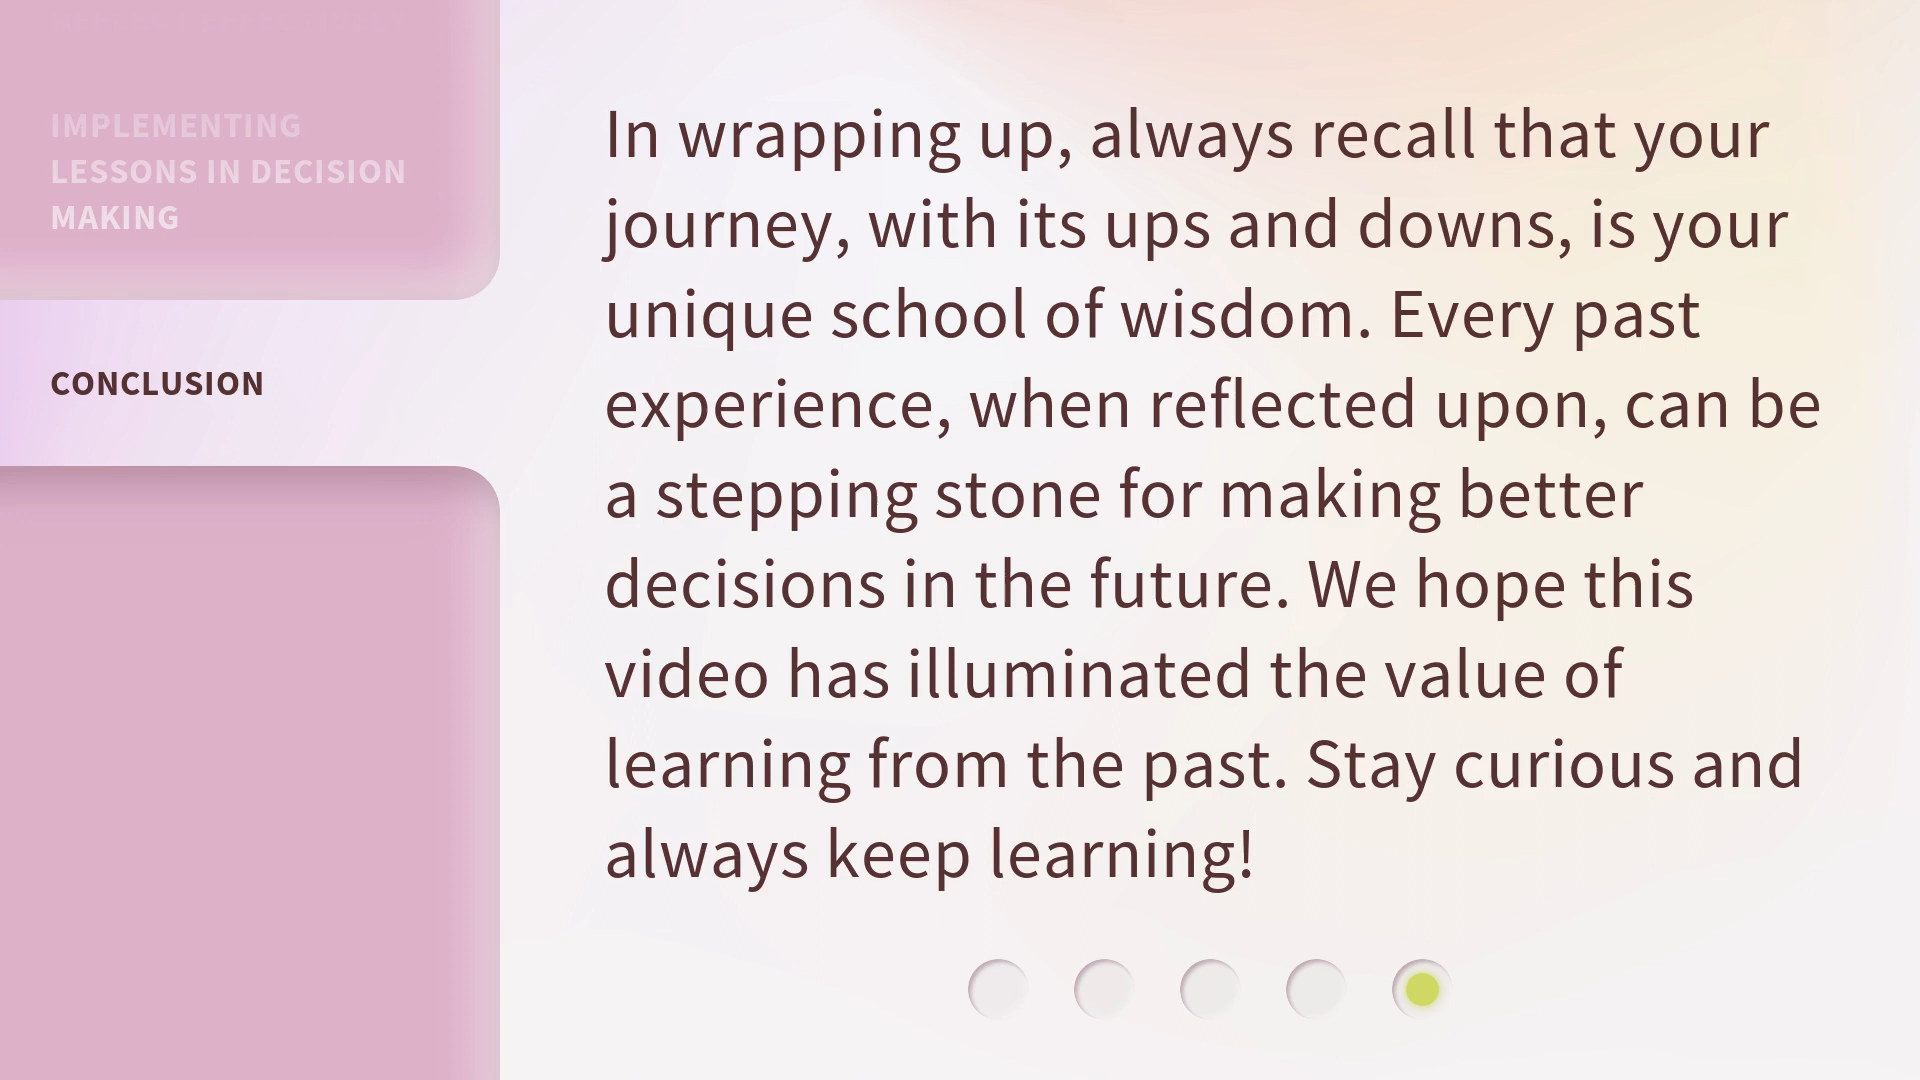 IMPLEMENTING
LESSONS IN DECISION
MAKING
CONCLUSION
In wrapping up, always recall that your
journey, with its ups and downs, is your
unique school of wisdom. Every past
experience, when reflected upon, can be
a stepping stone for making better
decisions in the future. We hope this
video has illuminated the value of
learning from the past. Stay curious and
always keep learning!